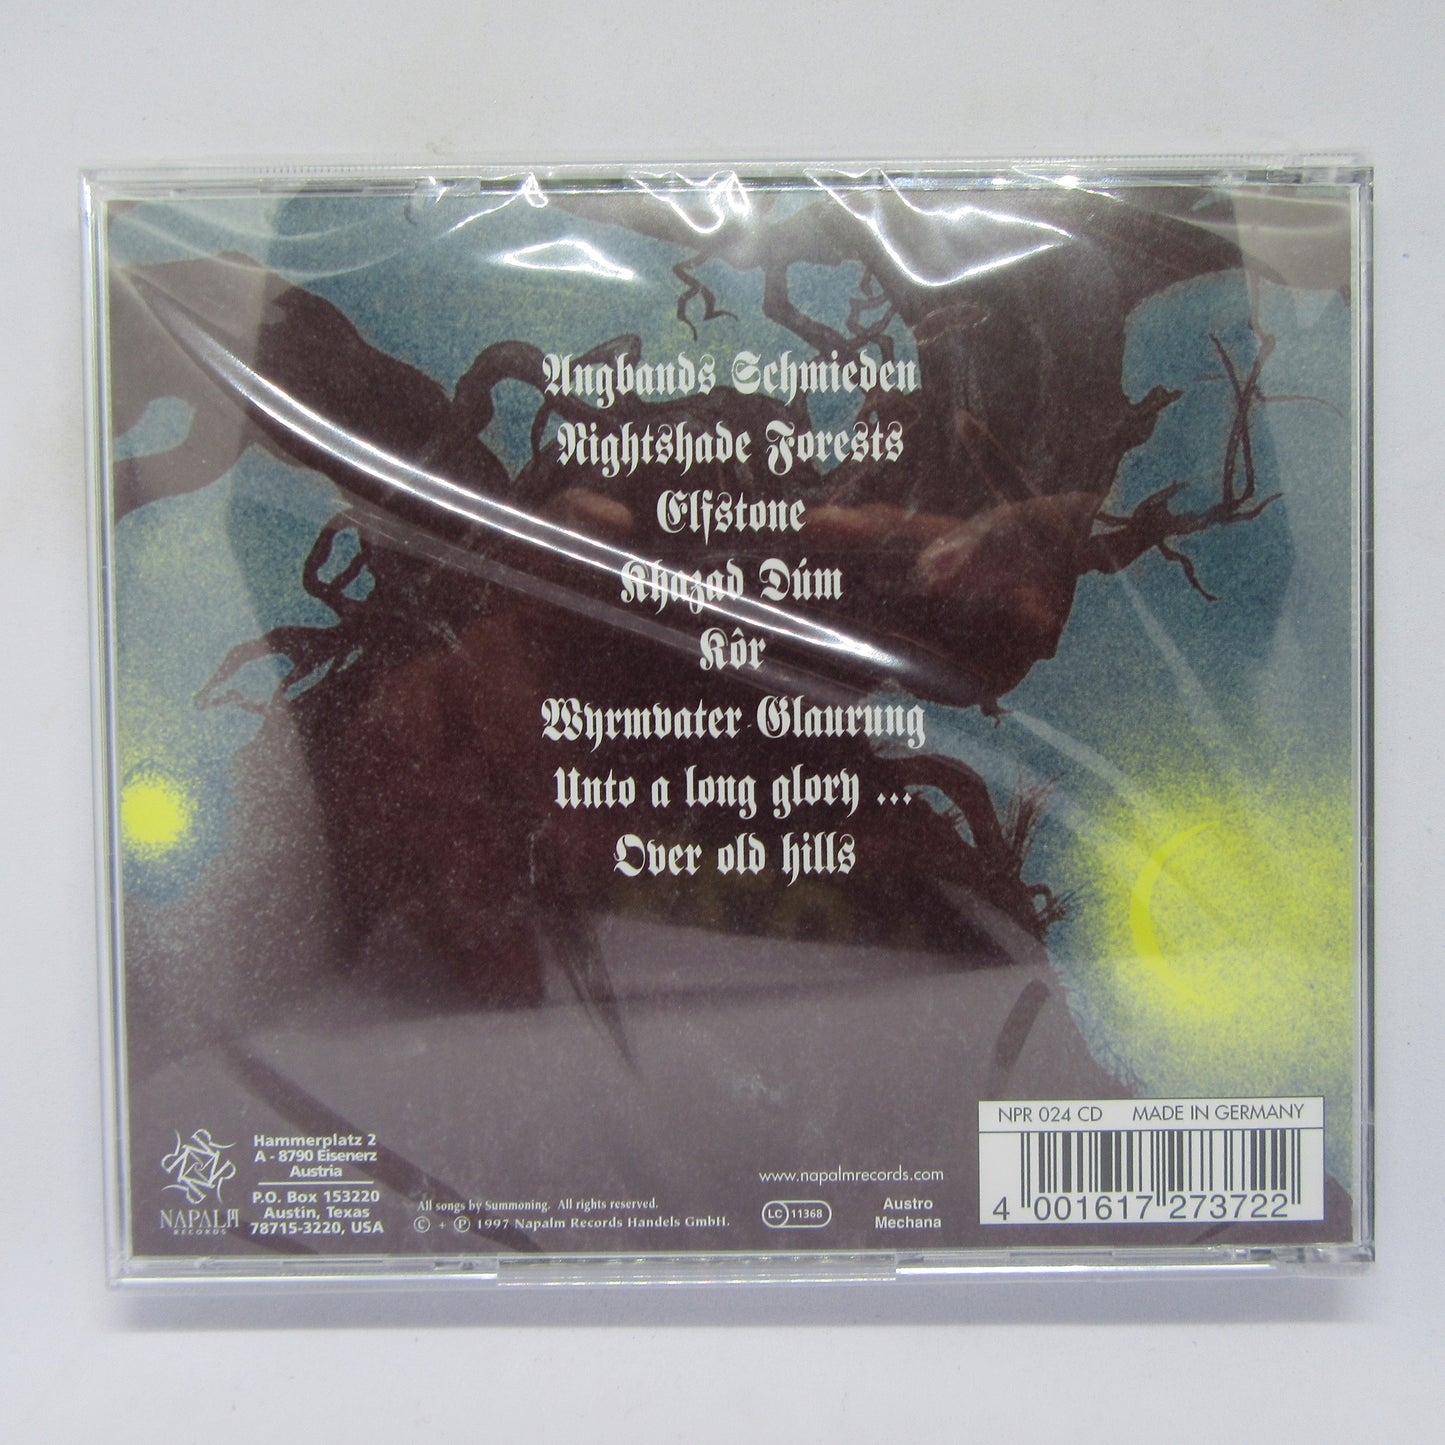 Angbands Schmieden
Nightshade Forests
Elfstone
Khazad Dúm
Kôr
Wyrmvater Glaurung
Unto a long glory ...
Over old hills
NAPALM
RECORDS
Hammerplatz 2
A - 8790 Eisenerz
Austria
P.O. Box 153220
Austin, Texas
78715-3220, USA
All songs by Summoning. All rights reserved.
© + ℗ 1997 Napalm Records Handels GmbH.
www.napalmrecords.com
LC 11368
Austro
Mechana
NPR 024 CD MADE IN GERMANY
4 001617 273722